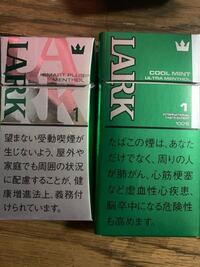 LARK
SMART PLUS
MENTHOL
1
望まない受動喫煙が
生じないよう、屋外や
家庭でも周囲の状況
に配慮することが、健
康増進法上、義務付
けられています。
LARK
COOL MINT
ULTRA MENTHOL
1
100's
たばこの煙は、あなた
だけでなく、周りの人
が肺がん、心筋梗塞な
ど虚血性心疾患、
脳卒中になる危険性
も高めます。